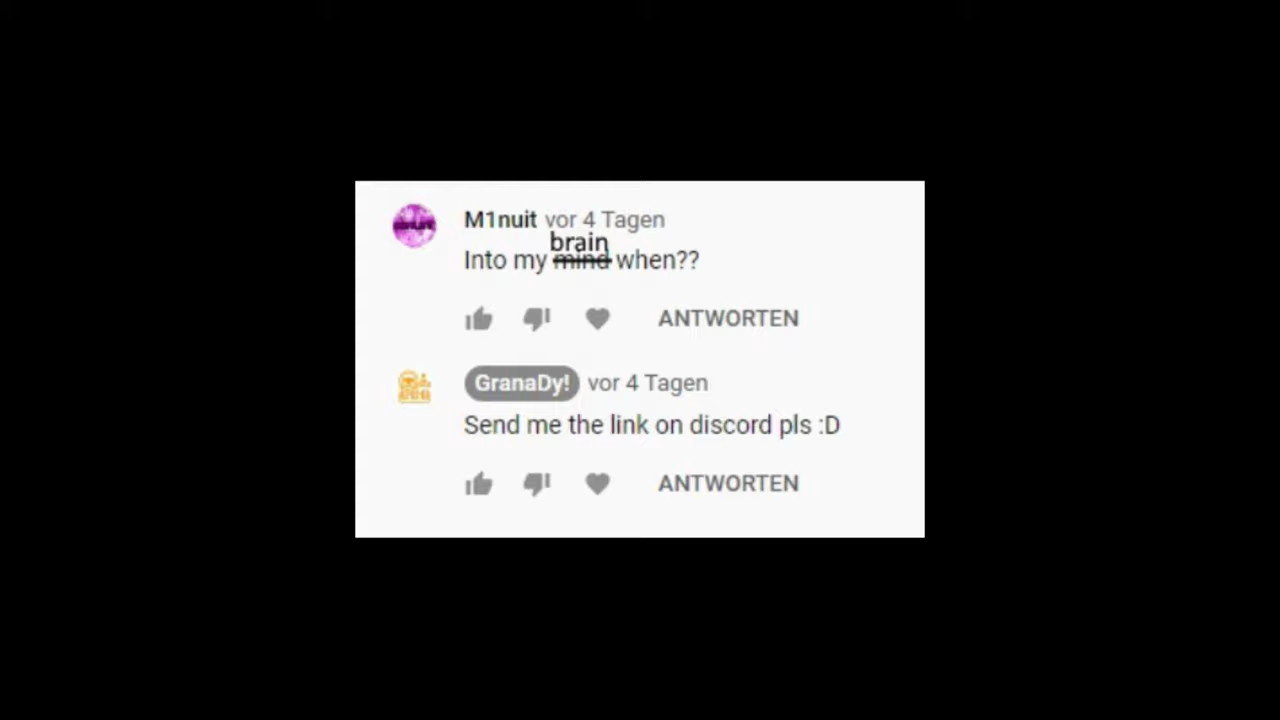 M1nuit vor 4 Tagen
brain
Into my mind when??
ANTWORTEN
GranaDy! vor 4 Tagen
Send me the link on discord pls :D
ANTWORTEN